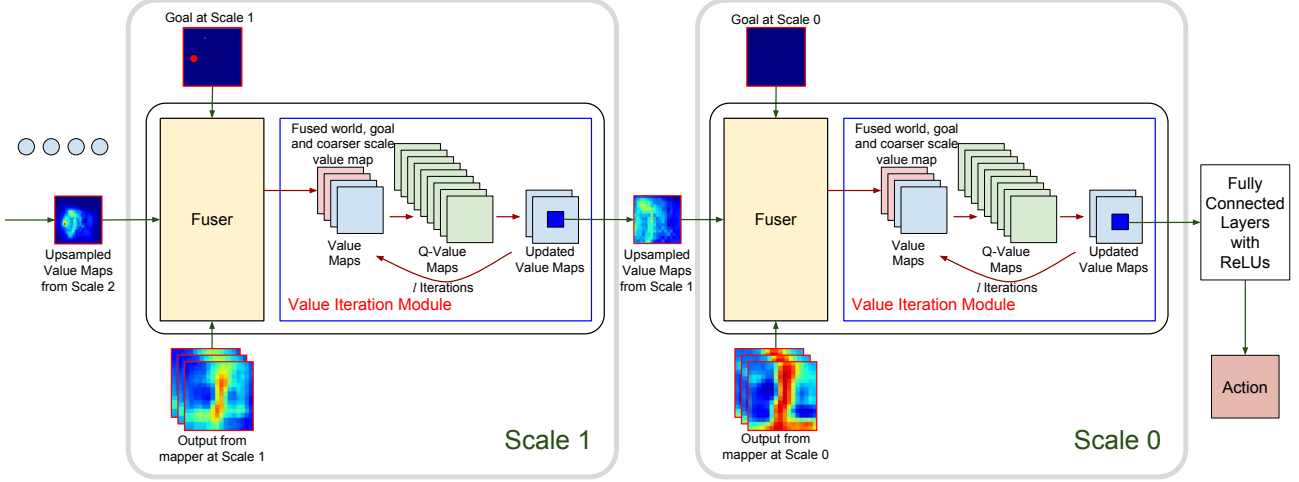 Goal at Scale 1
Fuser
Fused world, goal
and coarser scale
value map
Value
Maps
Q-Value
Maps
Updated
Value Maps
l Iterations
Value Iteration Module
Upsampled
Value Maps
from Scale 2
Output from
mapper at Scale 1
Scale 1
Upsampled
Value Maps
from Scale 1
Goal at Scale 0
Fuser
Fused world, goal
and coarser scale
value map
Value
Maps
Q-Value
Maps
Updated
Value Maps
l Iterations
Value Iteration Module
Output from
mapper at Scale 0
Scale 0
Fully
Connected
Layers
with
ReLUs
Action